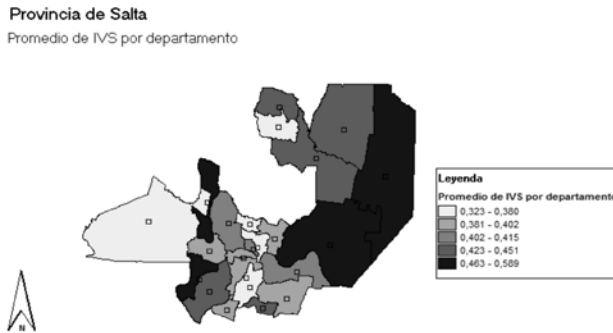 Provincia de Salta
Promedio de IVS por departamento
Leyenda
Promedio de IVS por departamento
0,323 - 0,380
0,381 - 0,402
0,402 - 0,415
0,423 - 0,451
0,463 - 0,589
N